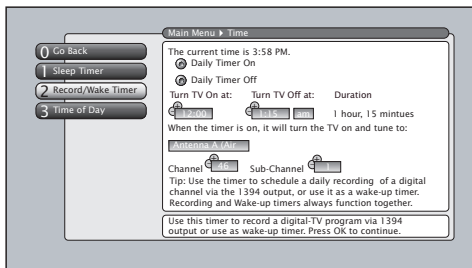 Main Menu ▸ Time
0 Go Back
1 Sleep Timer
2 Record/Wake Timer
3 Time of Day
The current time is 3:58 PM.
Daily Timer On
Daily Timer Off
Turn TV On at: Turn TV Off at: Duration
12:00 1:15 am 1 hour, 15 mintues
When the timer is on, it will turn the TV on and tune to:
Antenna A (Air
Channel 46 Sub-Channel 1
Tip: Use the timer to schedule a daily recording of a digital
channel via the 1394 output, or use it as a wake-up timer.
Recording and Wake-up timers always function together.
Use this timer to record a digital-TV program via 1394
output or use as wake-up timer. Press OK to continue.